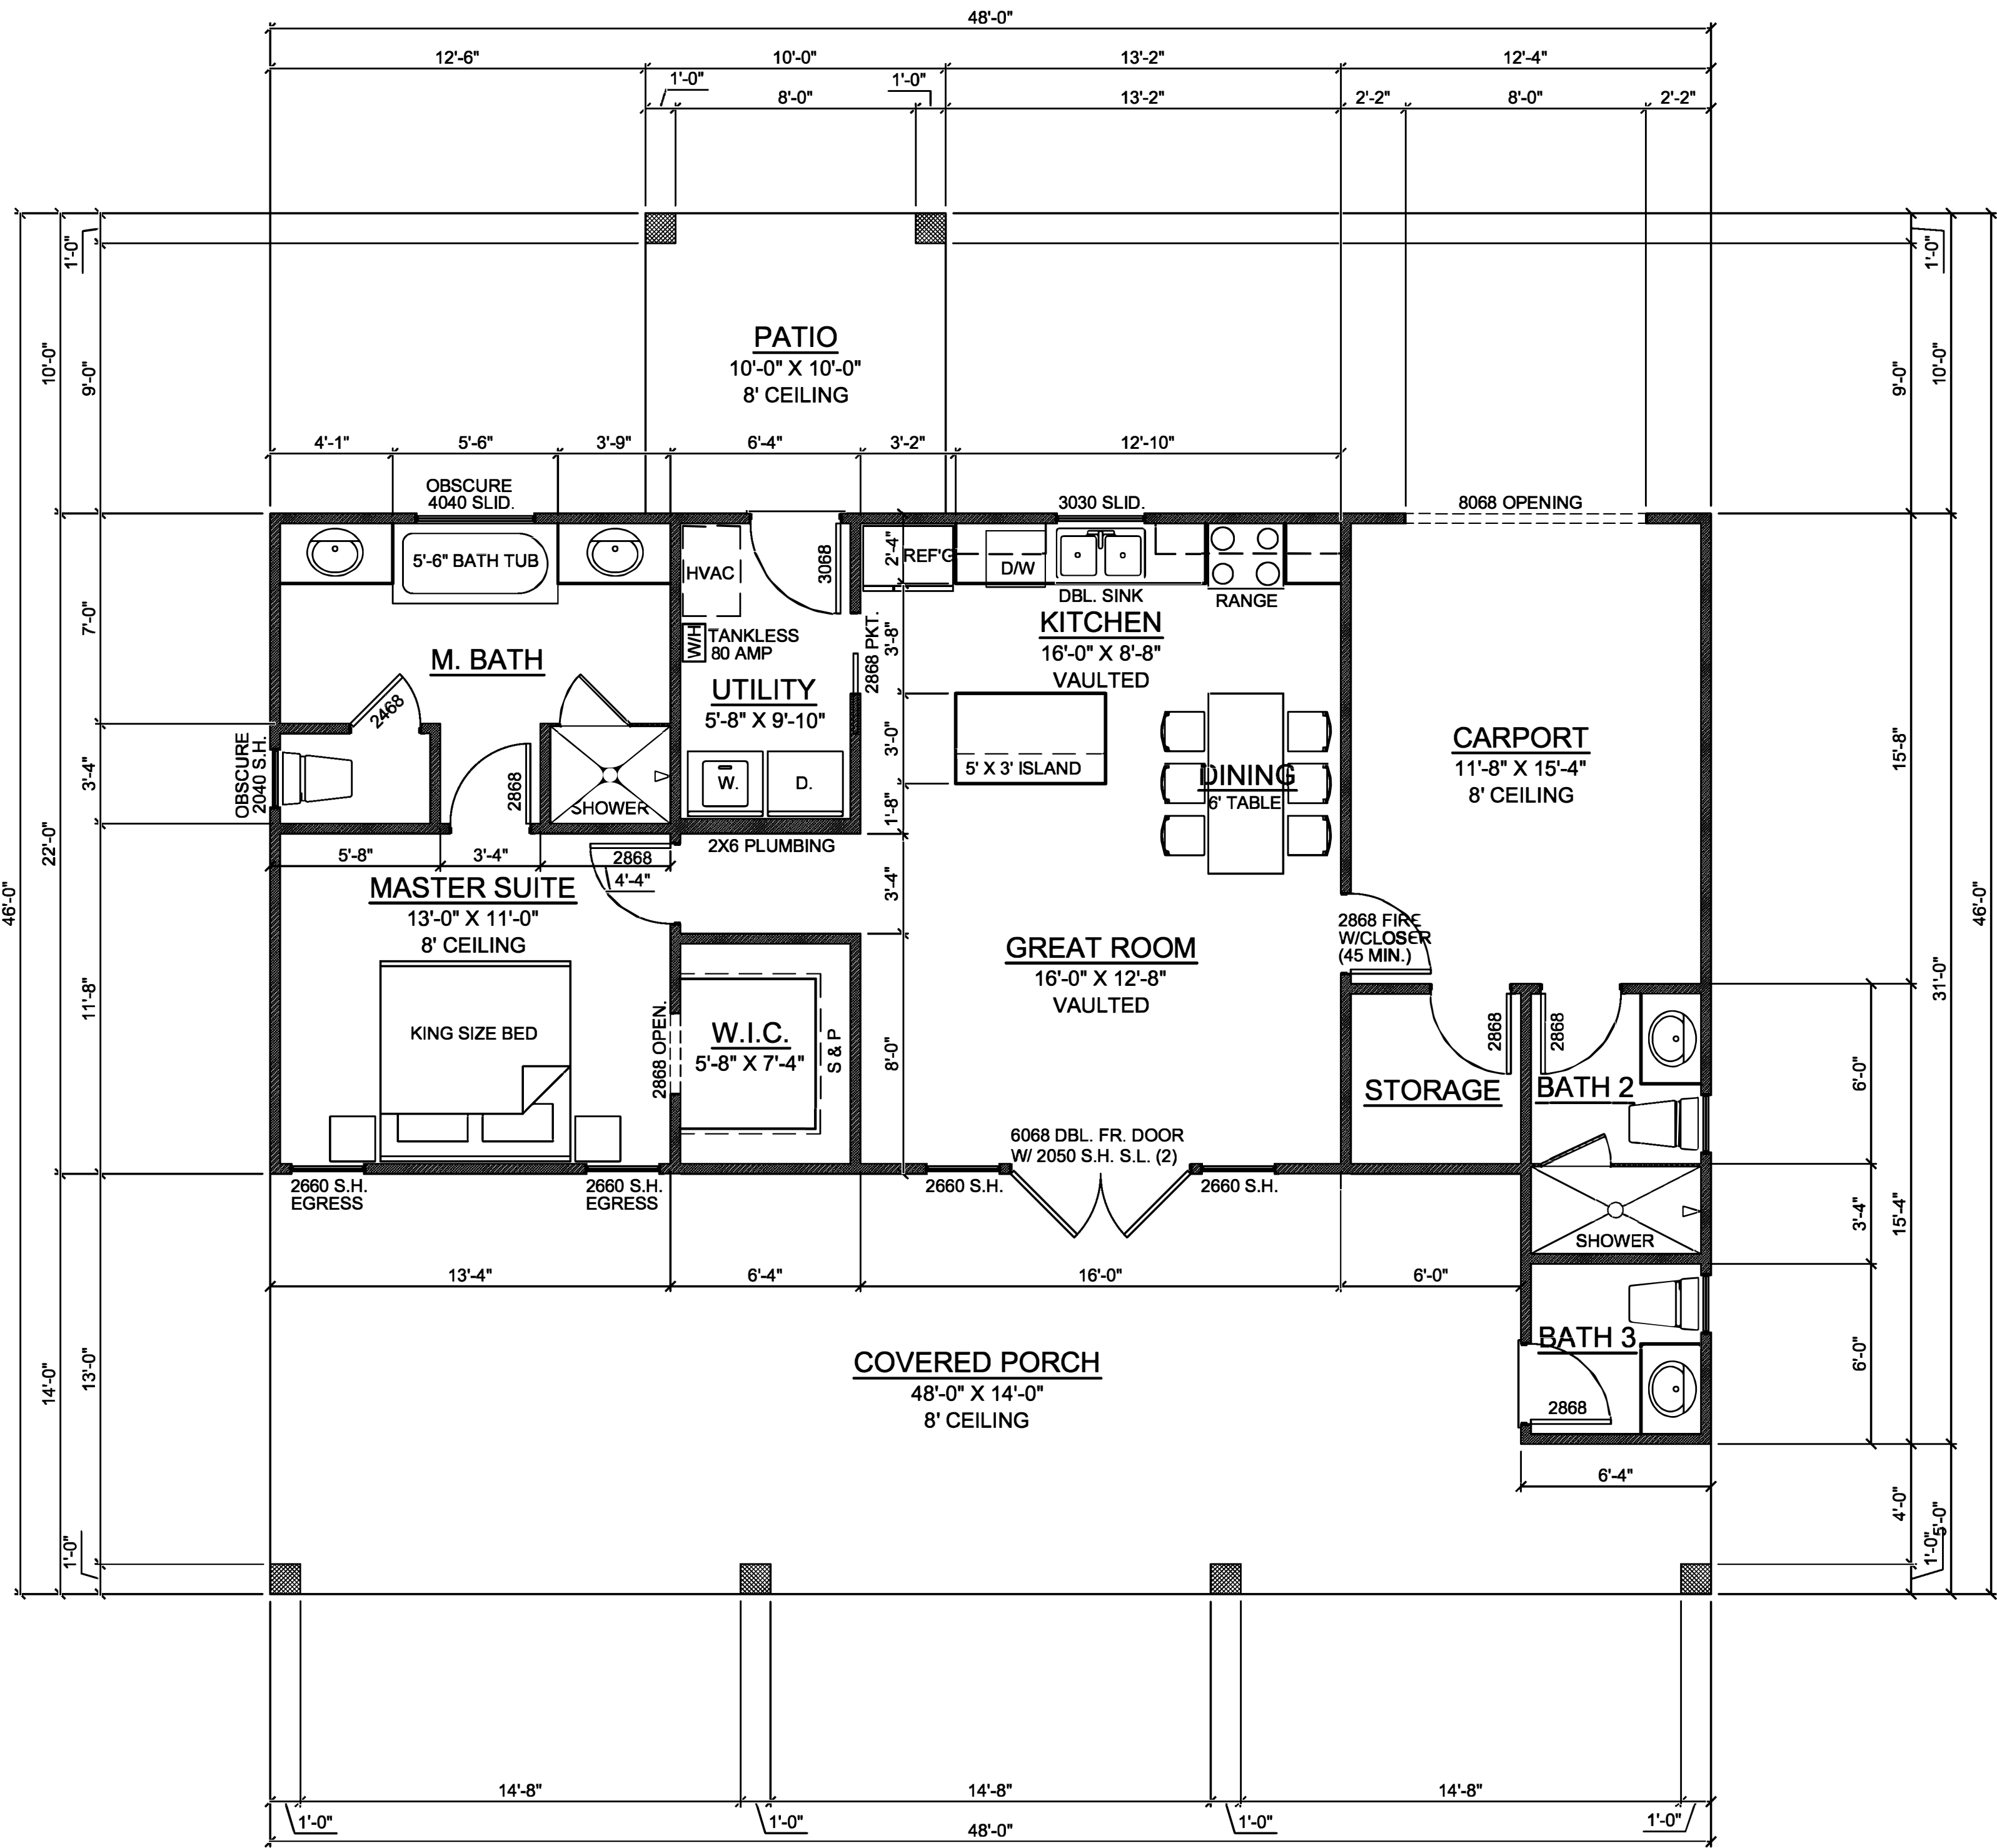 48'-0"
12'-6" 10'-0" 13'-2" 12'-4"
1'-0" 1'-0"
8'-0" 13'-2" 2'-2" 8'-0" 2'-2"
1'-0"
1'-0"
10'-0"
9'-0"
9'-0"
10'-0"
PATIO
10'-0" X 10'-0"
8' CEILING
4'-1" 5'-6" 3'-9" 6'-4" 3'-2" 12'-10"
OBSCURE
4040 SLID.
3030 SLID.
8068 OPENING
5'-6" BATH TUB
HVAC
3068
2'-4"
REF'G
D/W
DBL. SINK
RANGE
7'-0"
W/H
TANKLESS
80 AMP
2868 PKT.
3'-8"
KITCHEN
16'-0" X 8'-8"
VAULTED
M. BATH
UTILITY
5'-8" X 9'-10"
2468
OBSCURE
2040 S.H.
3'-4"
2868
SHOWER
W.
D.
3'-0"
5' X 3' ISLAND
DINING
6' TABLE
CARPORT
11'-8" X 15'-4"
8' CEILING
15'-8"
1'-8"
22'-0"
46'-0"
46'-0"
31'-0"
5'-8" 3'-4"
2868
4'-4"
2X6 PLUMBING
3'-4"
MASTER SUITE
13'-0" X 11'-0"
8' CEILING
2868 FIRE
W/CLOSER
(45 MIN.)
GREAT ROOM
16'-0" X 12'-8"
VAULTED
11'-8"
KING SIZE BED
2868 OPEN.
W.I.C.
5'-8" X 7'-4"
S & P
8'-0"
2868
2868
STORAGE
BATH 2
6'-0"
6068 DBL. FR. DOOR
W/ 2050 S.H. S.L. (2)
2660 S.H.
EGRESS
2660 S.H.
EGRESS
2660 S.H.
2660 S.H.
3'-4"
15'-4"
SHOWER
13'-4" 6'-4" 16'-0" 6'-0"
BATH 3
6'-0"
2868
COVERED PORCH
48'-0" X 14'-0"
8' CEILING
14'-0"
13'-0"
6'-4"
4'-0"
5'-0"
1'-0"
1'-0"
14'-8" 14'-8" 14'-8"
1'-0" 1'-0" 1'-0" 1'-0"
48'-0"